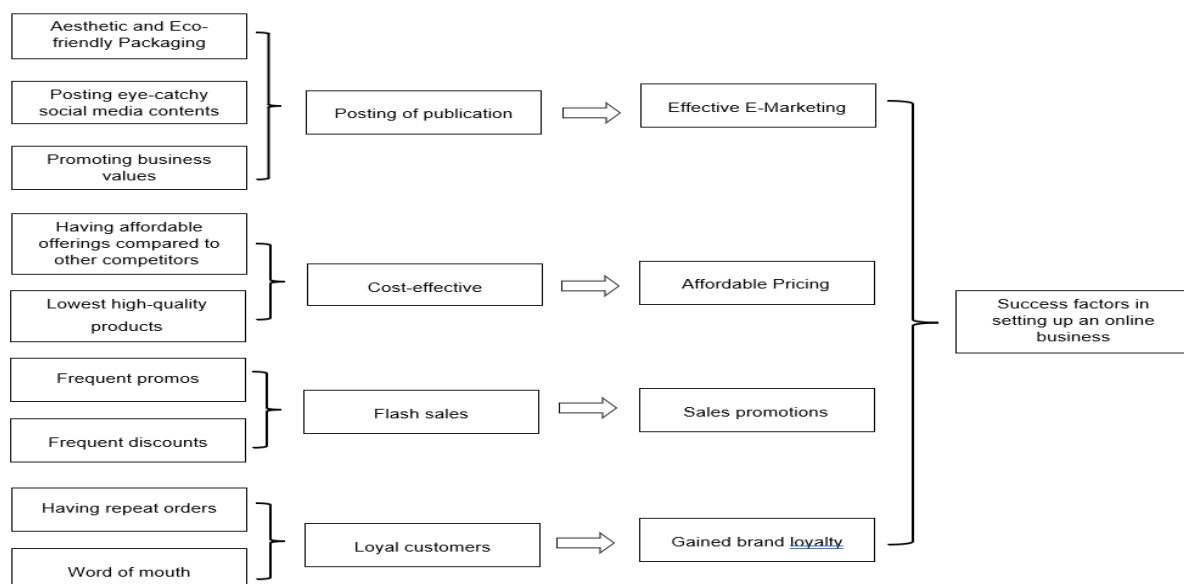 Aesthetic and Eco-
friendly Packaging
Posting eye-catchy
social media contents
Promoting business
values
Posting of publication
Effective E-Marketing
Having affordable
offerings compared to
other competitors
Lowest high-quality
products
Cost-effective
Affordable Pricing
Frequent promos
Frequent discounts
Flash sales
Sales promotions
Having repeat orders
Word of mouth
Loyal customers
Gained brand loyalty
Success factors in
setting up an online
business